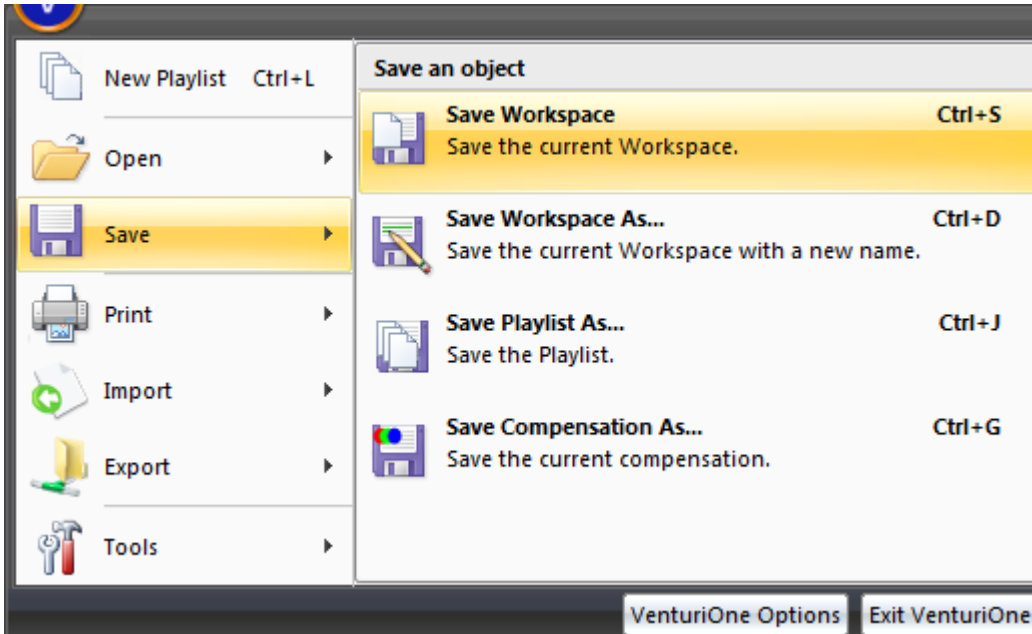 V
New Playlist Ctrl+L
Open
Save
Print
Import
Export
Tools
Save an object
Save Workspace Ctrl+S
Save the current Workspace.
Save Workspace As... Ctrl+D
Save the current Workspace with a new name.
Save Playlist As... Ctrl+J
Save the Playlist.
Save Compensation As... Ctrl+G
Save the current compensation.
VenturiOne Options Exit VenturiOne